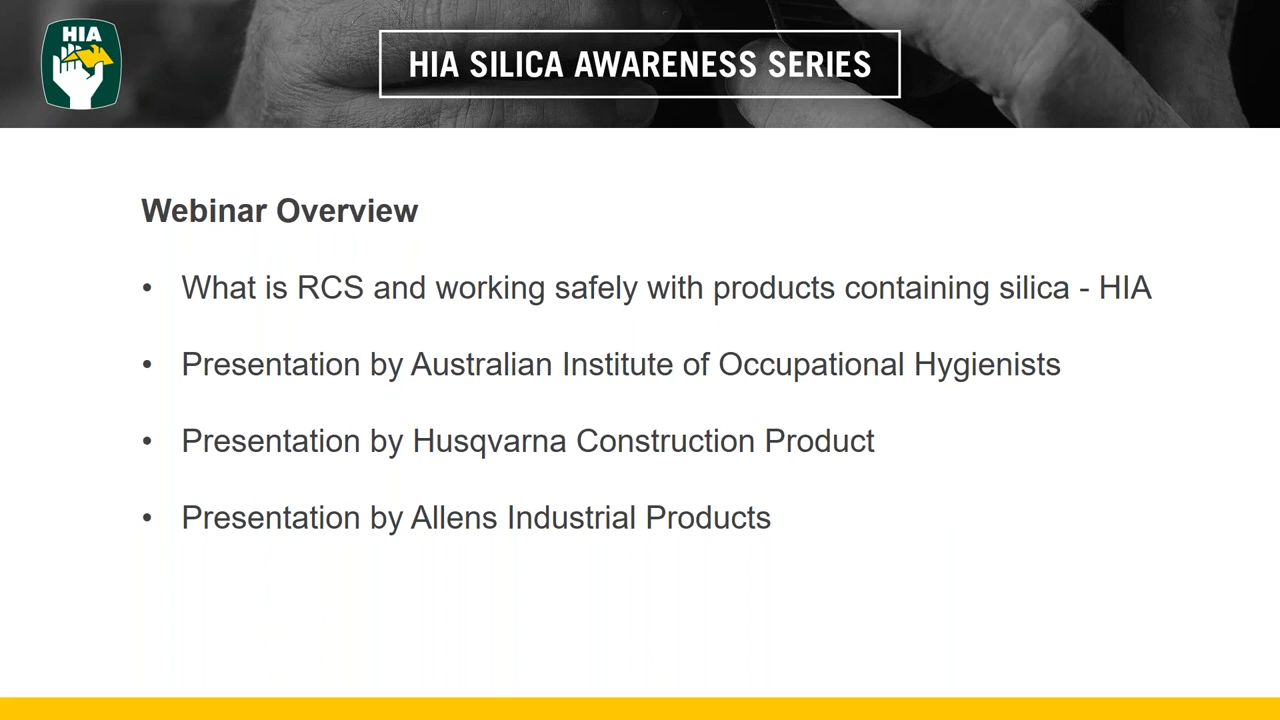 HIA
HIA SILICA AWARENESS SERIES
Webinar Overview
• What is RCS and working safely with products containing silica - HIA
• Presentation by Australian Institute of Occupational Hygienists
• Presentation by Husqvarna Construction Product
• Presentation by Allens Industrial Products